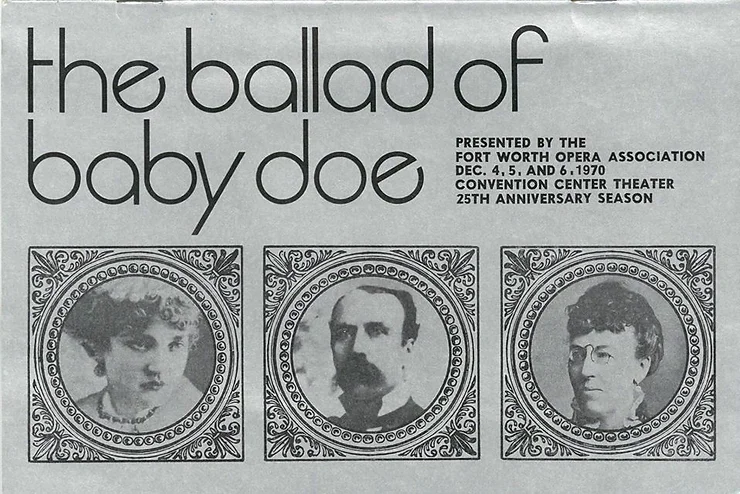 the ballad of
baby doe
PRESENTED BY THE
FORT WORTH OPERA ASSOCIATION
DEC. 4, 5, AND 6, 1970
CONVENTION CENTER THEATER
25TH ANNIVERSARY SEASON